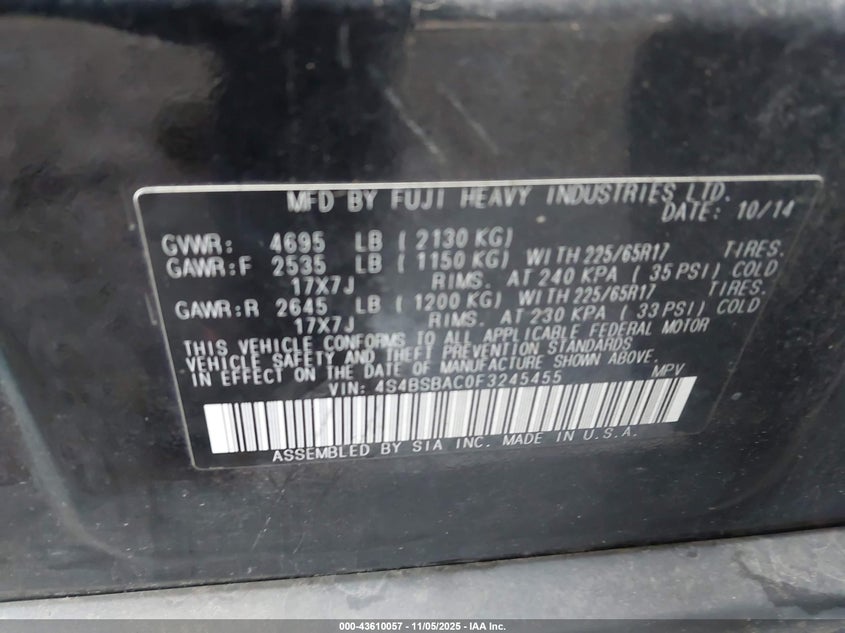 MFD BY FUJI HEAVY INDUSTRIES LTD.
DATE: 10/14
GVWR: 4695 LB ( 2130 KG)
GAWR:F 2535 LB ( 1150 KG) WITH 225/65R17 TIRES.
17X7J RIMS. AT 240 KPA ( 35 PSI) COLD
GAWR:R 2645 LB ( 1200 KG) WITH 225/65R17 TIRES.
17X7J RIMS. AT 230 KPA ( 33 PSI) COLD
THIS VEHICLE CONFORMS TO ALL APPLICABLE FEDERAL MOTOR
VEHICLE SAFETY AND THEFT PREVENTION STANDARDS
IN EFFECT ON THE DATE OF MANUFACTURE SHOWN ABOVE.
VIN: 4S4BSBAC0F3245455 MPV
ASSEMBLED BY SIA INC. MADE IN U.S.A.
000-43610057 - 11/05/2025 - IAA Inc.